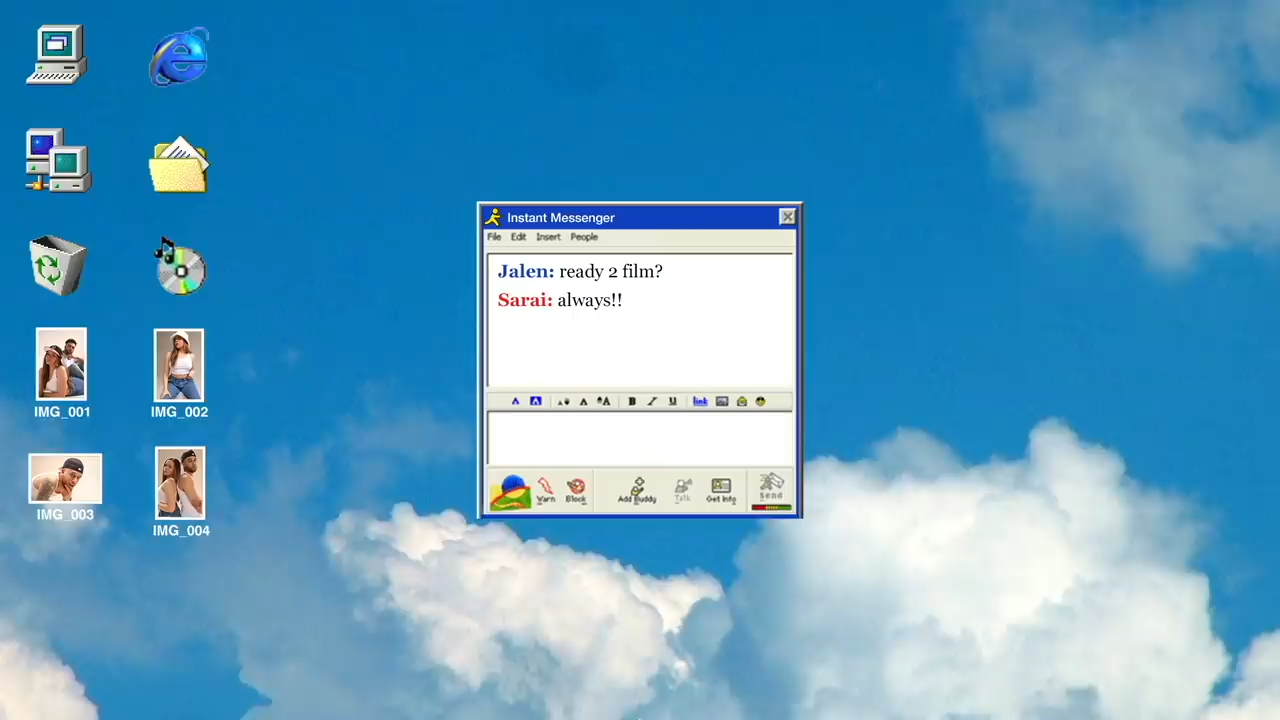 Instant Messenger
File Edit Insert People
Jalen: ready 2 film?
Sarai: always!!
A A A A A B I U link
Warn Block Add Buddy Talk Get Info Send
IMG_001 IMG_002
IMG_003
IMG_004